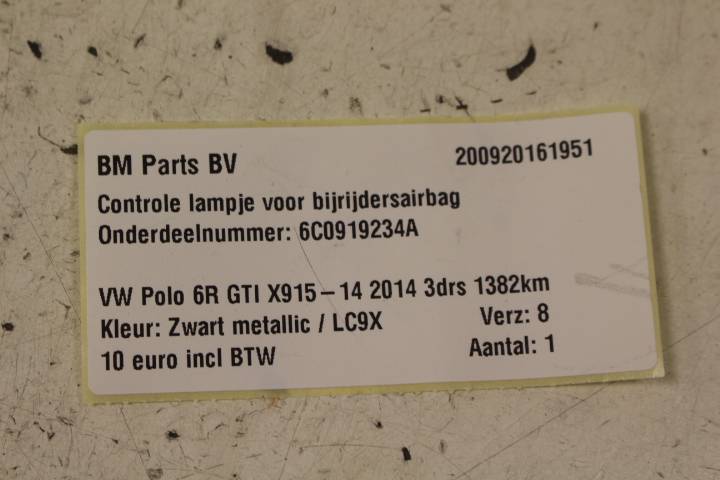 BM Parts BV 200920161951
Controle lampje voor bijrijdersairbag
Onderdeelnummer: 6C0919234A
VW Polo 6R GTI X915-14 2014 3drs 1382km
Kleur: Zwart metallic / LC9X Verz: 8
10 euro incl BTW Aantal: 1